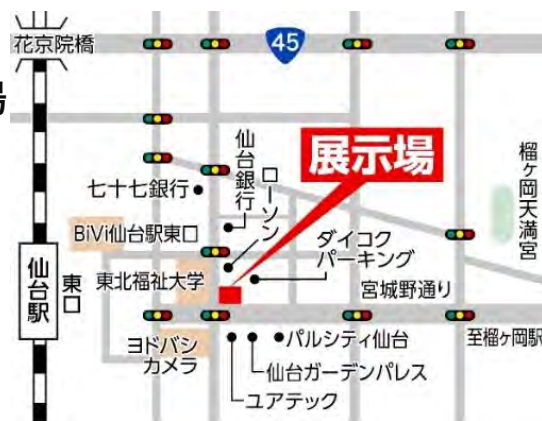 花京院橋
45
場
展示場
仙台銀行
ローソン
七十七銀行
榴ヶ岡天満宮
BiVi仙台駅東口
ダイコク
パーキング
仙台駅
東口
東北福祉大学
宮城野通り
ヨドバシ
カメラ
パルシティ仙台
至榴ヶ岡駅
仙台ガーデンパレス
ユアテック